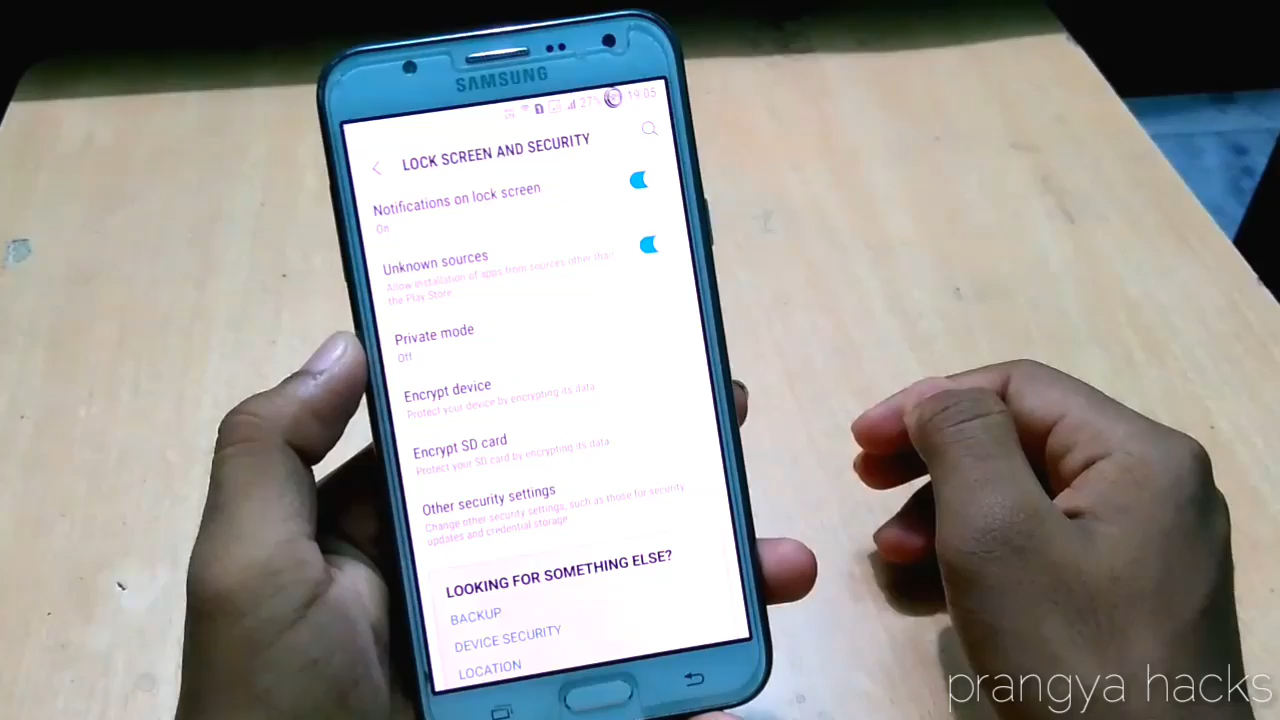 SAMSUNG
27% 19:05
LOCK SCREEN AND SECURITY
Notifications on lock screen
On
Unknown sources
Allow installation of apps from sources other than
the Play Store.
Private mode
Off
Encrypt device
Protect your device by encrypting its data.
Encrypt SD card
Protect your SD card by encrypting its data.
Other security settings
Change other security settings, such as those for security
updates and credential storage.
LOOKING FOR SOMETHING ELSE?
BACKUP
DEVICE SECURITY
LOCATION
prangya hacks